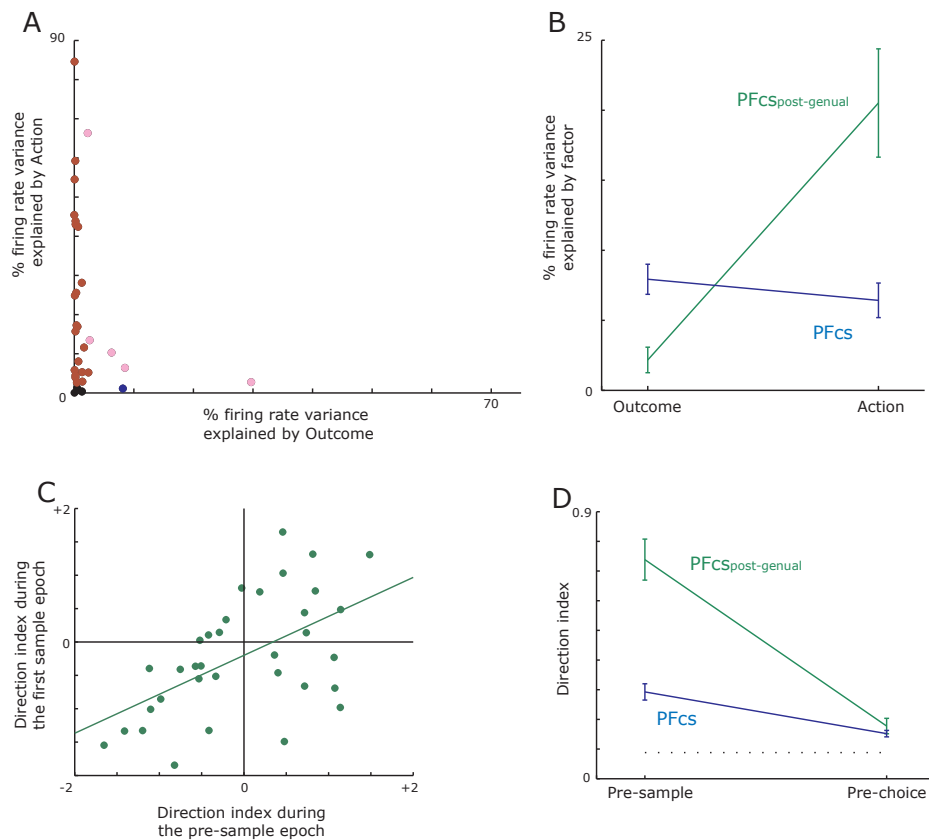 A
90
% firing rate variance
explained by Action
0
70
% firing rate variance
explained by Outcome
B
25
% firing rate variance
explained by factor
PFcspost-genual
PFcs
0
Outcome
Action
C
+2
Direction index during
the first sample epoch
0
-2
0
+2
Direction index during
the pre-sample epoch
D
0.9
Direction index
PFcspost-genual
PFcs
0
Pre-sample
Pre-choice